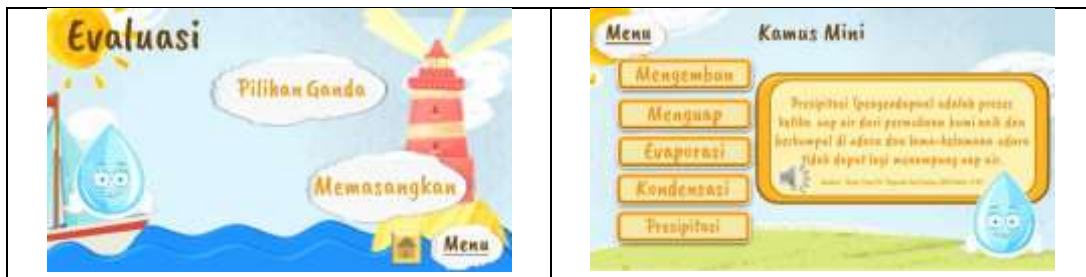 Evaluasi
Pilihan Ganda
Memasangkan
Menu
Menu
Kamus Mini
Mengembun
Menguap
Evaporasi
Kondensasi
Presipitasi
Presipitasi (pengendapan) adalah proses
ketika uap air dari permukaan bumi naik dan
berkumpul di udara dan lama-kelamaan udara
tidak dapat lagi menampung uap air.